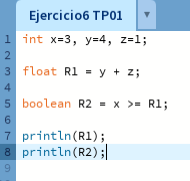 Ejercicio6 TP01 ▼
1 int x=3, y=4, z=1;
2
3 float R1 = y + z;
4
5 boolean R2 = x >= R1;
6
7 println(R1);
8 println(R2);
9